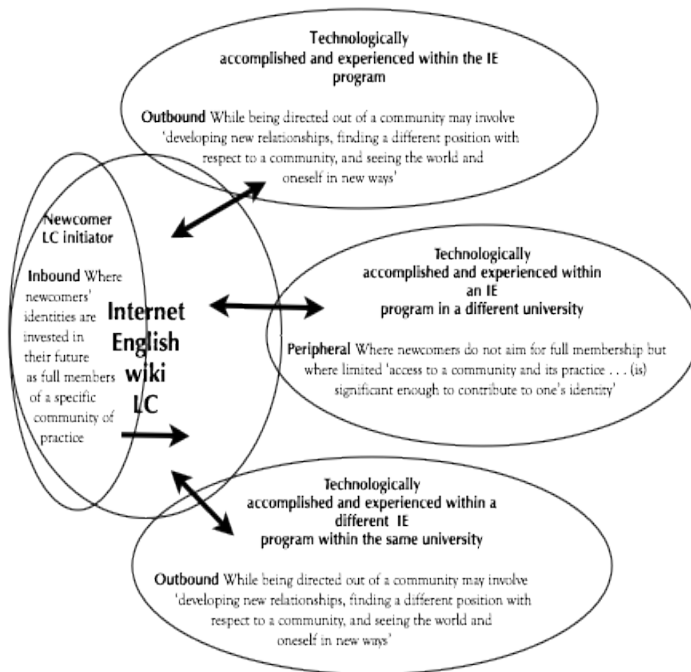 Technologically
accomplished and experienced within the IE
program
Outbound While being directed out of a community may involve
'developing new relationships, finding a different position with
respect to a community, and seeing the world and
oneself in new ways'
Newcomer
LC initiator
Inbound Where
newcomers'
identities are
invested in
their future
as full members
of a specific
community of
practice
Internet
English
wiki
LC
Technologically
accomplished and experienced within
an IE
program in a different university
Peripheral Where newcomers do not aim for full membership but
where limited 'access to a community and its practice . . . (is)
significant enough to contribute to one's identity'
Technologically
accomplished and experienced within a
different IE
program within the same university
Outbound While being directed out of a community may involve
'developing new relationships, finding a different position with
respect to a community, and seeing the world and
oneself in new ways'